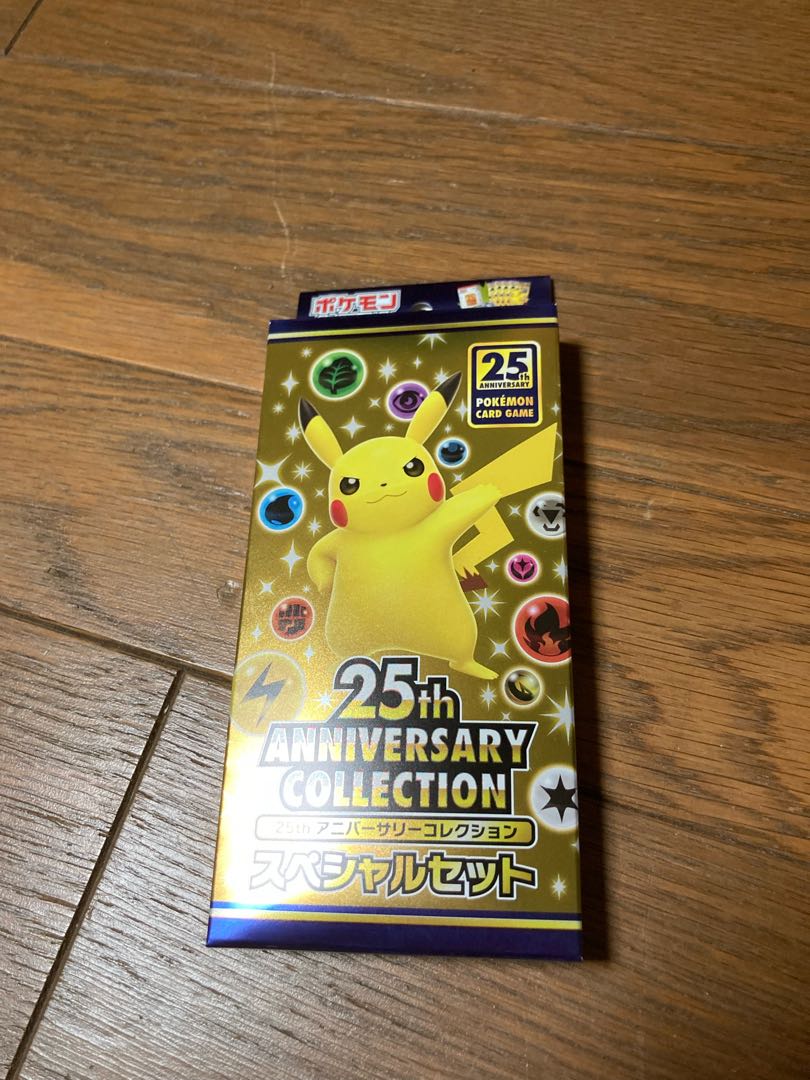 ポケモン
25th
ANNIVERSARY
POKÉMON
CARD GAME
25th
ANNIVERSARY
COLLECTION
25th アニバーサリーコレクション
スペシャルセット